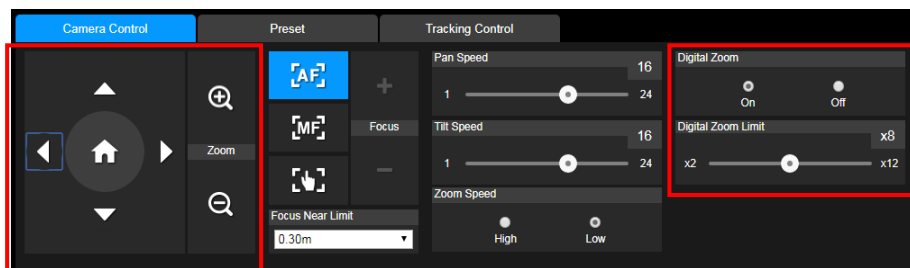 Camera Control
Preset
Tracking Control
Zoom
AF
MF
Focus
Focus Near Limit
0.30m
Pan Speed
16
1
24
Tilt Speed
16
1
24
Zoom Speed
High
Low
Digital Zoom
On
Off
Digital Zoom Limit
x8
x2
x12